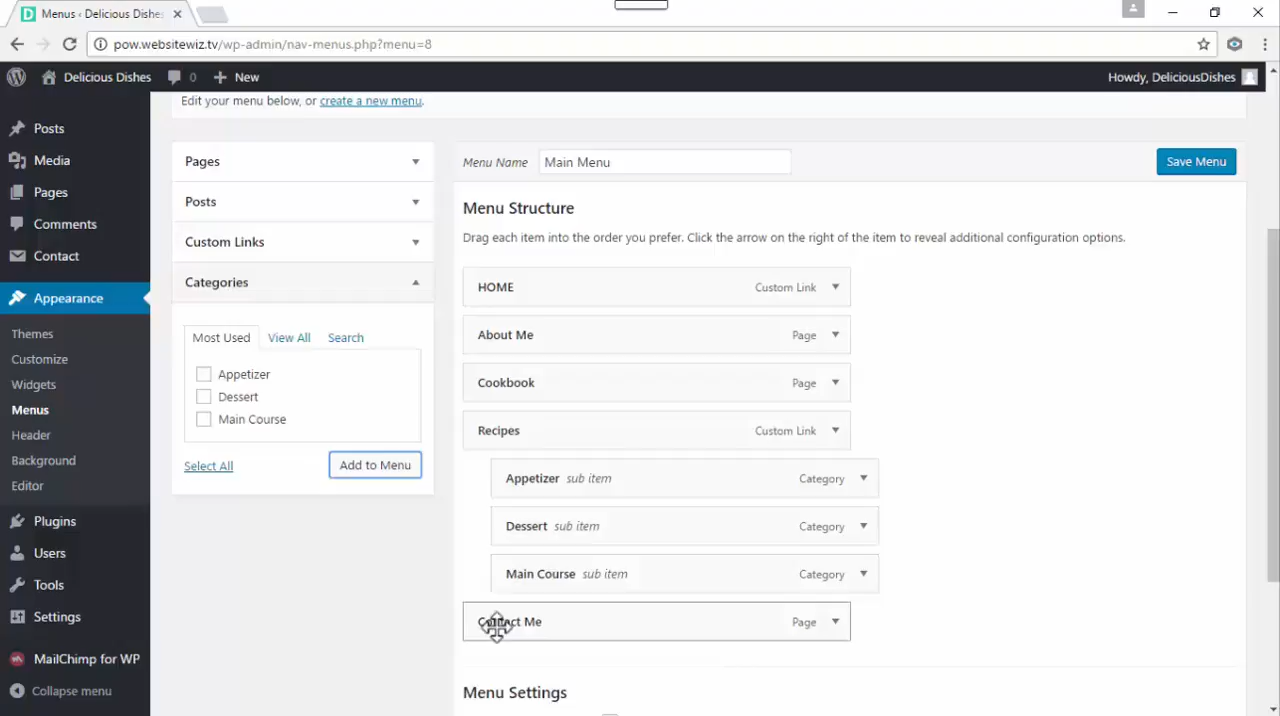 Menus ‹ Delicious Dishes
pow.websitewiz.tv/wp-admin/nav-menus.php?menu=8
Delicious Dishes 0 New Howdy, DeliciousDishes
Edit your menu below, or create a new menu.
Posts
Media
Pages
Comments
Contact
Appearance
Themes
Customize
Widgets
Menus
Header
Background
Editor
Plugins
Users
Tools
Settings
MailChimp for WP
Collapse menu
Pages
Posts
Custom Links
Categories
Most Used View All Search
Appetizer
Dessert
Main Course
Select All Add to Menu
Menu Name Main Menu Save Menu
Menu Structure
Drag each item into the order you prefer. Click the arrow on the right of the item to reveal additional configuration options.
HOME Custom Link
About Me Page
Cookbook Page
Recipes Custom Link
Appetizer sub item Category
Dessert sub item Category
Main Course sub item Category
Contact Me Page
Menu Settings